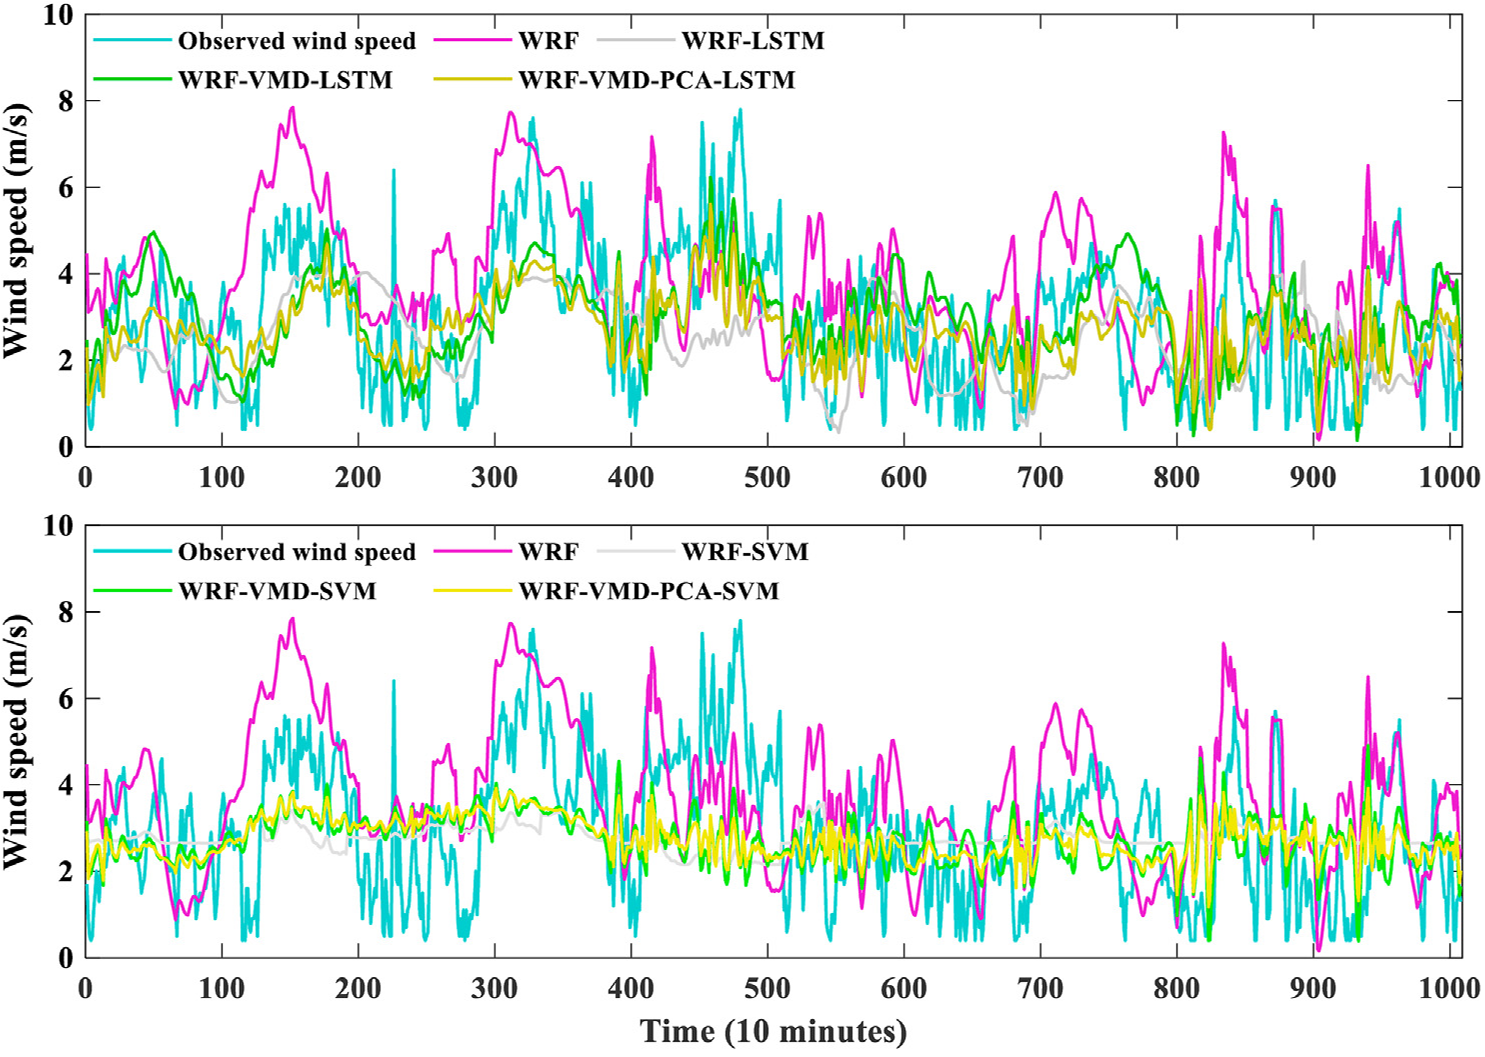 10
8
6
4
2
0
Wind speed (m/s)
Observed wind speed WRF WRF-LSTM
WRF-VMD-LSTM WRF-VMD-PCA-LSTM
0 100 200 300 400 500 600 700 800 900 1000
10
8
6
4
2
0
Wind speed (m/s)
Observed wind speed WRF WRF-SVM
WRF-VMD-SVM WRF-VMD-PCA-SVM
0 100 200 300 400 500 600 700 800 900 1000
Time (10 minutes)